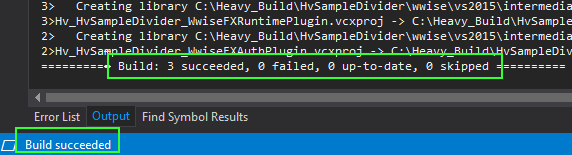 3>   Creating library C:\Heavy_Build\HvSampleDivider\wwise\vs2015\intermedia
3>Hv_HvSampleDivider_WwiseFXRuntimePlugin.vcxproj -> C:\Heavy_Build\HvSamp
2>   Creating library C:\Heavy_Build\HvSampleDivider\wwise\vs2015\intermedia
2>Hv_HvSampleDivider_WwiseFXAuthPlugin.vcxproj -> C:\Heavy_Build\HvSampleD
========== Build: 3 succeeded, 0 failed, 0 up-to-date, 0 skipped ==========
Error List Output Find Symbol Results
Build succeeded